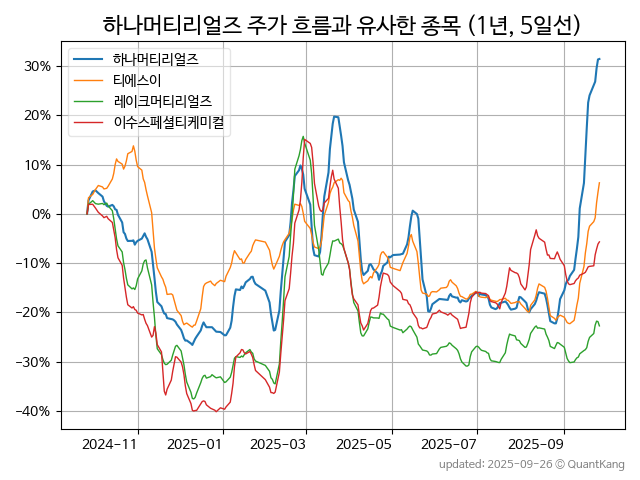 하나머티리얼즈 주가 흐름과 유사한 종목 (1년, 5일선)
하나머티리얼즈
티에스이
레이크머티리얼즈
이수스페셜티케미컬
30%
20%
10%
0%
−10%
−20%
−30%
−40%
2024-11
2025-01
2025-03
2025-05
2025-07
2025-09
updated: 2025-09-26 © QuantKang